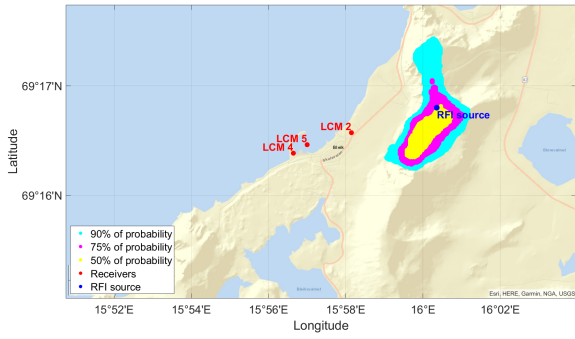 69°17'N
LCM 2
RFI source
LCM 5
LCM 4
Bleik
Latitude
69°16'N
90% of probability
75% of probability
50% of probability
Receivers
RFI source
Esri, HERE, Garmin, NGA, USGS
15°52'E
15°54'E
15°56'E
15°58'E
16°0'E
16°02'E
Longitude